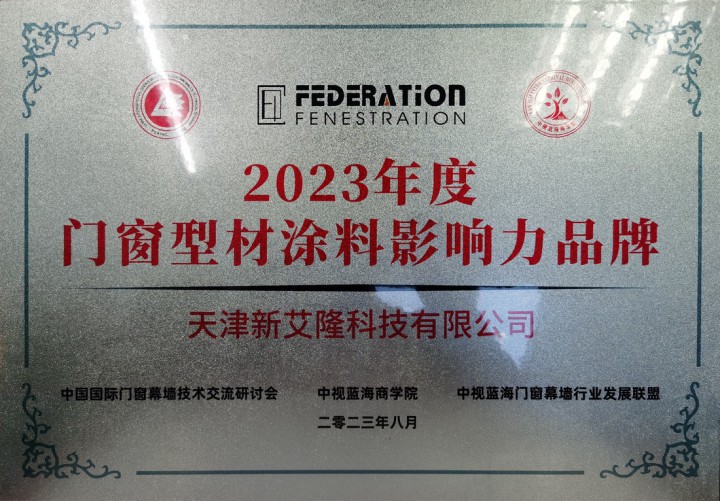 FEDERATION
FENESTRATION
2023年度
门窗型材涂料影响力品牌
天津新艾隆科技有限公司
中国国际门窗幕墙技术交流研讨会 中视蓝海商学院 中视蓝海门窗幕墙行业发展联盟
二零二三年八月